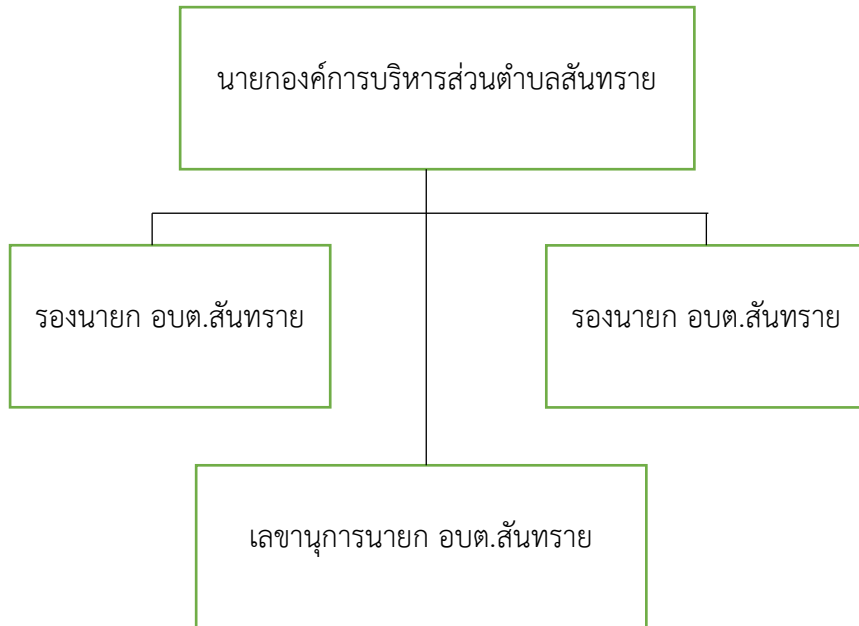 นายกองค์การบริหารส่วนตำบลสันทราย
รองนายก อบต.สันทราย
รองนายก อบต.สันทราย
เลขานุการนายก อบต.สันทราย